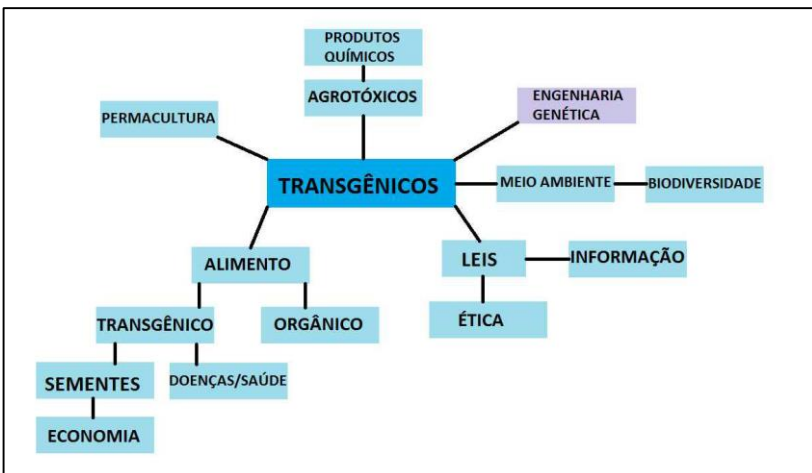 PRODUTOS
QUÍMICOS
AGROTÓXICOS
PERMACULTURA
ENGENHARIA
GENÉTICA
TRANSGÊNICOS
MEIO AMBIENTE
BIODIVERSIDADE
ALIMENTO
LEIS
INFORMAÇÃO
TRANSGÊNICO
ORGÂNICO
ÉTICA
SEMENTES
DOENÇAS/SAÚDE
ECONOMIA